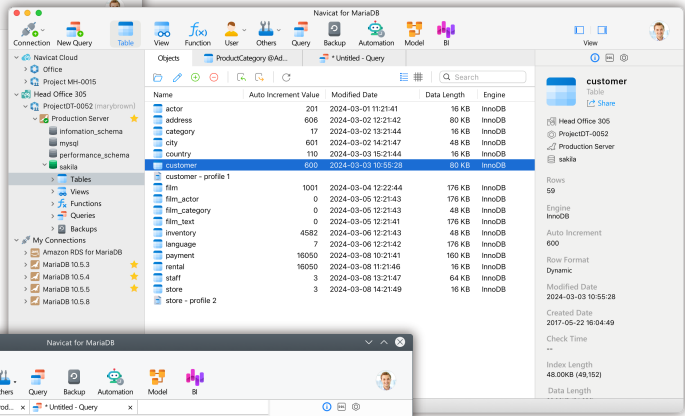 Navicat for MariaDB
Connection New Query Table View Function User Others Query Backup Automation Model BI View
Navicat Cloud
Office
Project MH-0015
Head Office 305
ProjectDT-0052 (marybrown)
Production Server
infomation_schema
mysql
performance_schema
sakila
Tables
Views
Functions
Queries
Backups
My Connections
Amazon RDS for MariaDB
MariaDB 10.5.3
MariaDB 10.5.4
MariaDB 10.5.5
MariaDB 10.5.8
Objects ProductCategory @Ad... * Untitled - Query
Search
Name Auto Increment Value Modified Date Data Length Engine
actor 201 2024-03-01 11:21:41 16 KB InnoDB
address 606 2024-03-02 12:21:42 80 KB InnoDB
category 17 2024-03-02 13:21:44 16 KB InnoDB
city 601 2024-03-02 14:21:47 48 KB InnoDB
country 110 2024-03-03 15:21:44 16 KB InnoDB
customer 600 2024-03-03 10:55:28 80 KB InnoDB
customer - profile 1
film 1001 2024-03-04 12:22:44 176 KB InnoDB
film_actor 0 2024-03-05 12:21:43 176 KB InnoDB
film_category 0 2024-03-05 12:21:43 48 KB InnoDB
film_text 0 2024-03-05 12:21:41 176 KB InnoDB
inventory 4582 2024-03-06 12:21:43 48 KB InnoDB
language 7 2024-03-06 12:21:42 176 KB InnoDB
payment 16050 2024-03-08 10:21:41 160 KB InnoDB
rental 16050 2024-03-08 11:21:46 16 KB InnoDB
staff 3 2024-03-08 13:21:47 64 KB InnoDB
store 3 2024-03-08 14:21:49 16 KB InnoDB
store - profile 2
customer
Table
Share
Head Office 305
ProjectDT-0052
Production Server
sakila
Rows
59
Engine
InnoDB
Auto Increment
600
Row Format
Dynamic
Modified Date
2024-03-03 10:55:28
Created Date
2017-05-22 16:04:49
Check Time
--
Index Length
48.00KB (49,152)
Data Length
Navicat for MariaDB
thers Query Backup Automation Model BI
rod... * Untitled - Query